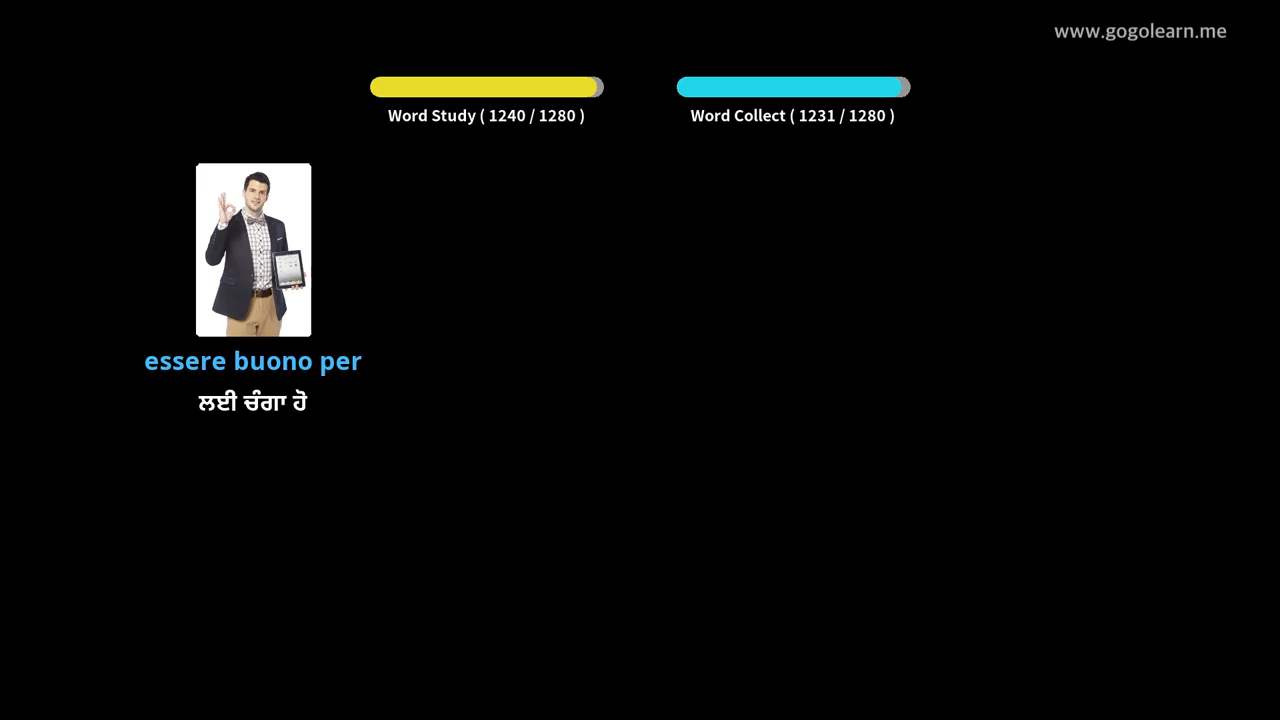 www.gogolearn.me
Word Study ( 1240 / 1280 )
Word Collect ( 1231 / 1280 )
essere buono per
ਲਈ ਚੰਗਾ ਹੋ